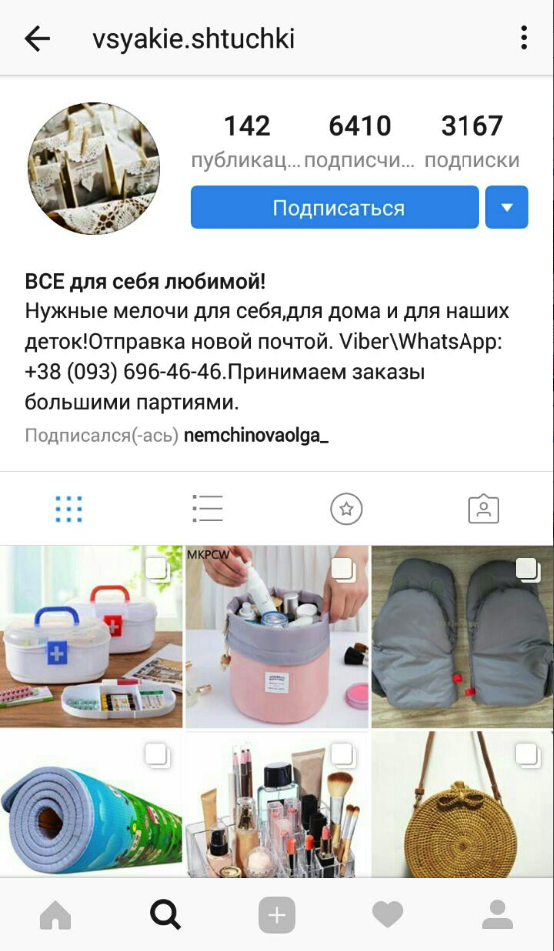 vsyakie.shtuchki
142 6410 3167
публикац... подписчи... подписки
Подписаться
ВСЕ для себя любимой!
Нужные мелочи для себя,для дома и для наших
деток!Отправка новой почтой. Viber\WhatsApp:
+38 (093) 696-46-46.Принимаем заказы
большими партиями.
Подписался(-ась) nemchinovaolga_
MKPCW